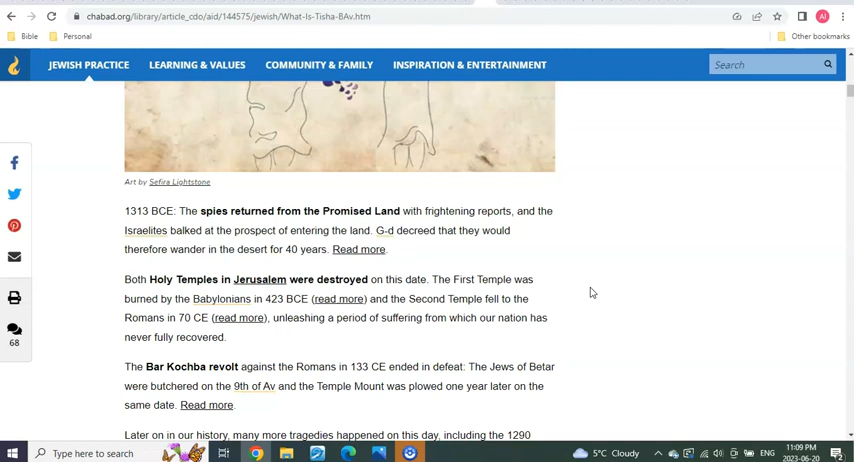 chabad.org/library/article_cdo/aid/144575/jewish/What-Is-Tisha-BAv.htm
AI
Bible
Personal
Other bookmarks
JEWISH PRACTICE
LEARNING & VALUES
COMMUNITY & FAMILY
INSPIRATION & ENTERTAINMENT
Search
Art by Sefira Lightstone
1313 BCE: The spies returned from the Promised Land with frightening reports, and the
Israelites balked at the prospect of entering the land. G-d decreed that they would
therefore wander in the desert for 40 years. Read more.
Both Holy Temples in Jerusalem were destroyed on this date. The First Temple was
burned by the Babylonians in 423 BCE (read more) and the Second Temple fell to the
Romans in 70 CE (read more), unleashing a period of suffering from which our nation has
never fully recovered.
68
The Bar Kochba revolt against the Romans in 133 CE ended in defeat: The Jews of Betar
were butchered on the 9th of Av and the Temple Mount was plowed one year later on the
same date. Read more.
Later on in our history, many more tragedies happened on this day, including the 1290
Type here to search
5°C Cloudy
ENG
11:09 PM
2023-06-20
2